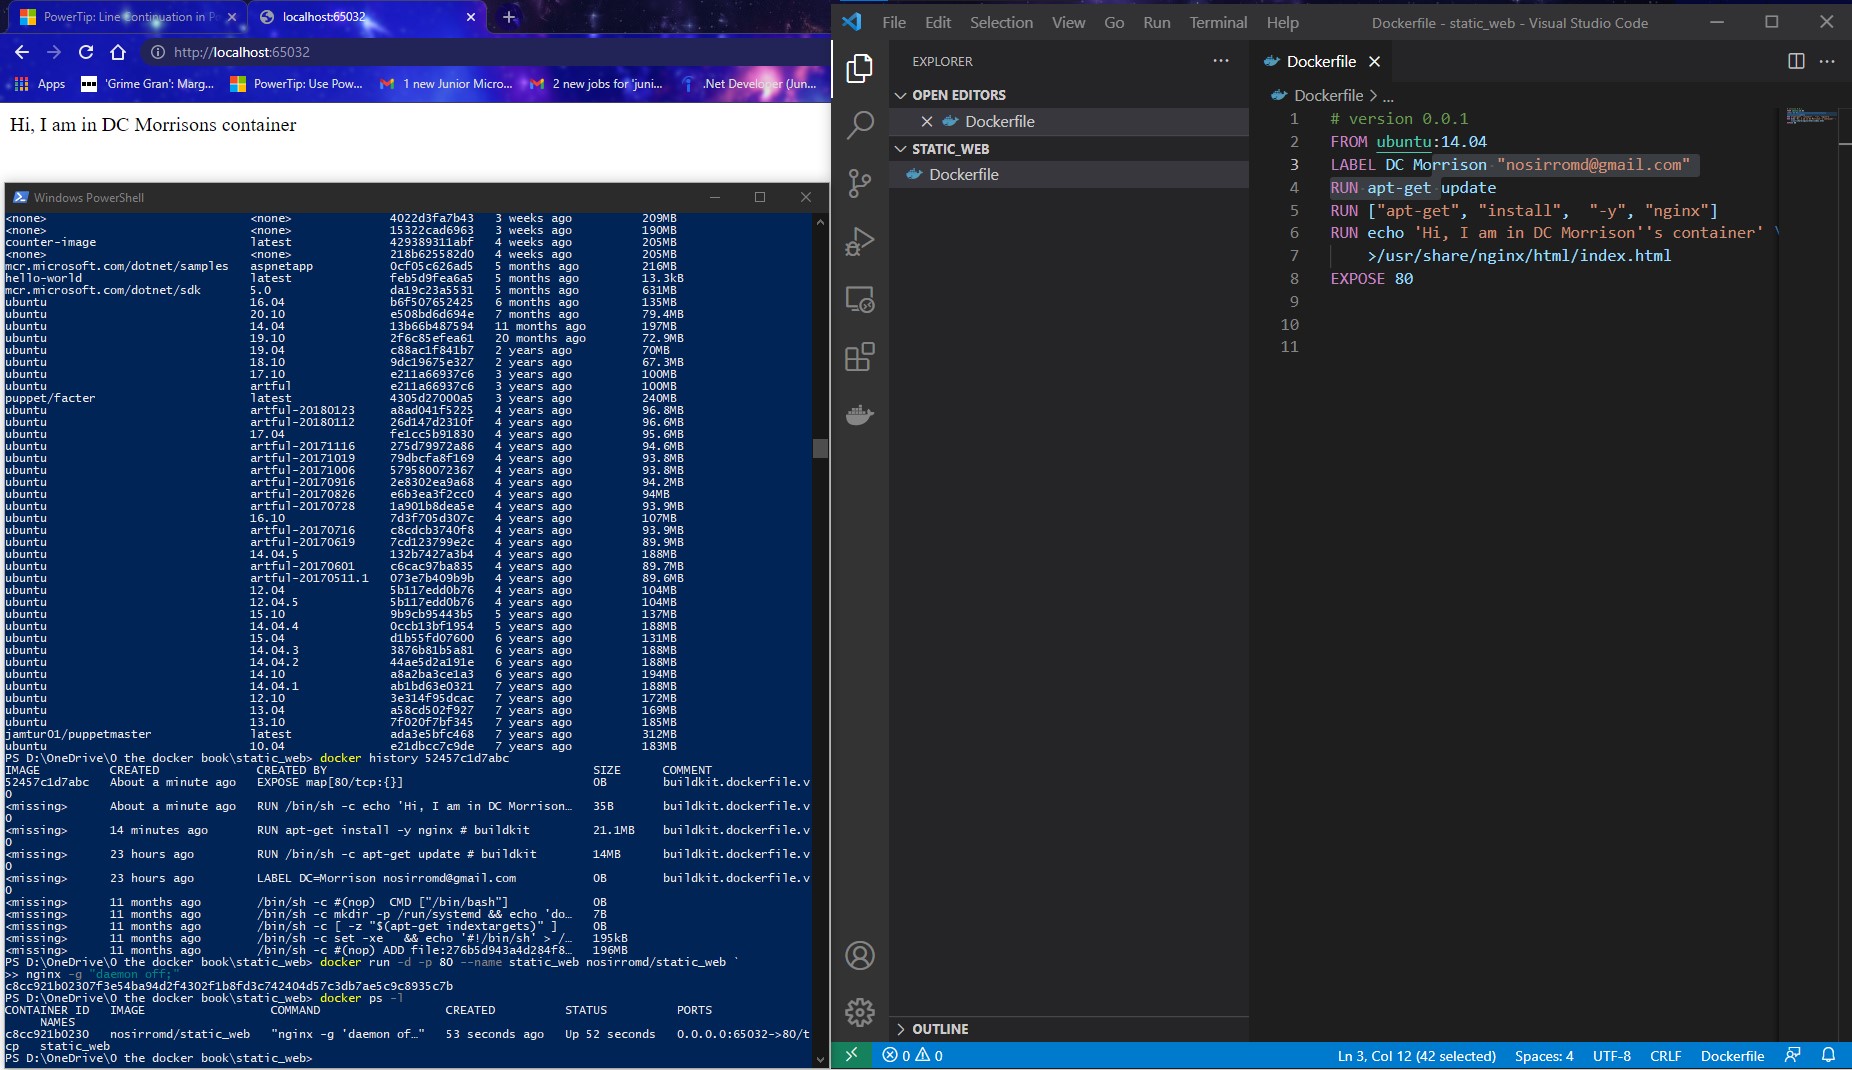 PowerTip: Line Continuation in Po
localhost:65032
http://localhost:65032
Apps
'Grime Gran': Marg...
PowerTip: Use Pow...
1 new Junior Micro...
2 new jobs for 'juni...
.Net Developer (Jun...
Hi, I am in DC Morrisons container
Windows PowerShell
<none> <none> 4022d3fa7b43 3 weeks ago 209MB
<none> <none> 15322cad6963 3 weeks ago 190MB
counter-image latest 429389311abf 4 weeks ago 205MB
<none> <none> 218b625582d0 4 weeks ago 205MB
mcr.microsoft.com/dotnet/samples aspnetapp 0cf05c626ad5 5 months ago 216MB
hello-world latest feb5d9fea6a5 5 months ago 13.3kB
mcr.microsoft.com/dotnet/sdk 5.0 da19c23a5531 5 months ago 631MB
ubuntu 16.04 b6f507652425 6 months ago 135MB
ubuntu 20.10 e508bd6d694e 7 months ago 79.4MB
ubuntu 14.04 13b66b487594 11 months ago 197MB
ubuntu 19.10 2f6c85efea61 20 months ago 72.9MB
ubuntu 19.04 c88ac1f841b7 2 years ago 70MB
ubuntu 18.10 9dc19675e327 2 years ago 67.3MB
ubuntu 17.10 e211a66937c6 3 years ago 100MB
ubuntu artful e211a66937c6 3 years ago 100MB
puppet/facter latest 4305d27000a5 3 years ago 240MB
ubuntu artful-20180123 a8ad041f5225 4 years ago 96.8MB
ubuntu artful-20180112 26d147d2310f 4 years ago 96.6MB
ubuntu 17.04 fe1cc5b91830 4 years ago 95.6MB
ubuntu artful-20171116 275d79972a86 4 years ago 94.6MB
ubuntu artful-20171019 79dbcfa8f169 4 years ago 93.8MB
ubuntu artful-20171006 579580072367 4 years ago 93.8MB
ubuntu artful-20170916 2e8302ea9a68 4 years ago 94.2MB
ubuntu artful-20170826 e6b3ea3f2cc0 4 years ago 94MB
ubuntu artful-20170728 1a901b8dea5e 4 years ago 93.9MB
ubuntu 16.10 7d3f705d307c 4 years ago 107MB
ubuntu artful-20170716 c8cdcb3740f8 4 years ago 93.9MB
ubuntu artful-20170619 7cd123799e2c 4 years ago 89.9MB
ubuntu 14.04.5 132b7427a3b4 4 years ago 188MB
ubuntu artful-20170601 c6cac97ba835 4 years ago 89.7MB
ubuntu artful-20170511.1 073e7b409b9b 4 years ago 89.6MB
ubuntu 12.04 5b117edd0b76 4 years ago 104MB
ubuntu 12.04.5 5b117edd0b76 4 years ago 104MB
ubuntu 15.10 9b9cb95443b5 5 years ago 137MB
ubuntu 14.04.4 0ccb13bf1954 5 years ago 188MB
ubuntu 15.04 d1b55fd07600 6 years ago 131MB
ubuntu 14.04.3 3876b81b5a81 6 years ago 188MB
ubuntu 14.04.2 44ae5d2a191e 6 years ago 188MB
ubuntu 14.10 a8a2ba3ce1a3 6 years ago 194MB
ubuntu 14.04.1 ab1bd63e0321 7 years ago 188MB
ubuntu 12.10 3e314f95dcac 7 years ago 172MB
ubuntu 13.04 a58cd502f927 7 years ago 169MB
ubuntu 13.10 7f020f7bf345 7 years ago 185MB
jamtur01/puppetmaster latest ada3e5bfc468 7 years ago 312MB
ubuntu 10.04 e21dbcc7c9de 7 years ago 183MB
PS D:\OneDrive\0 the docker book\static_web> docker history 52457c1d7abc
IMAGE CREATED CREATED BY SIZE COMMENT
52457c1d7abc About a minute ago EXPOSE map[80/tcp:{}] 0B buildkit.dockerfile.v
0
<missing> About a minute ago RUN /bin/sh -c echo 'Hi, I am in DC Morrison… 35B buildkit.dockerfile.v
0
<missing> 14 minutes ago RUN apt-get install -y nginx # buildkit 21.1MB buildkit.dockerfile.v
0
<missing> 23 hours ago RUN /bin/sh -c apt-get update # buildkit 14MB buildkit.dockerfile.v
0
<missing> 23 hours ago LABEL DC=Morrison nosirromd@gmail.com 0B buildkit.dockerfile.v
0
<missing> 11 months ago /bin/sh -c #(nop) CMD ["/bin/bash"] 0B
<missing> 11 months ago /bin/sh -c mkdir -p /run/systemd && echo 'do… 7B
<missing> 11 months ago /bin/sh -c [ -z "$(apt-get indextargets)" ] 0B
<missing> 11 months ago /bin/sh -c set -xe && echo '#!/bin/sh' > /… 195kB
<missing> 11 months ago /bin/sh -c #(nop) ADD file:276b5d943a4d284f8… 196MB
PS D:\OneDrive\0 the docker book\static_web> docker run -d -p 80 --name static_web nosirromd/static_web `
>> nginx -g "daemon off;"
c8cc921b02307f3e54ba94d2f4302f1b8fd3c742404d57c3db7ae5c9c8935c7b
PS D:\OneDrive\0 the docker book\static_web> docker ps -l
CONTAINER ID IMAGE COMMAND CREATED STATUS PORTS
NAMES
c8cc921b0230 nosirromd/static_web "nginx -g 'daemon of…" 53 seconds ago Up 52 seconds 0.0.0.0:65032->80/t
cp static_web
PS D:\OneDrive\0 the docker book\static_web>
File Edit Selection View Go Run Terminal Help
Dockerfile - static_web - Visual Studio Code
EXPLORER
OPEN EDITORS
Dockerfile
STATIC_WEB
Dockerfile
OUTLINE
Dockerfile
Dockerfile > ...
1 # version 0.0.1
2 FROM ubuntu:14.04
3 LABEL DC Morrison "nosirromd@gmail.com"
4 RUN apt-get update
5 RUN ["apt-get", "install",  "-y", "nginx"]
6 RUN echo 'Hi, I am in DC Morrison''s container' \
7 >/usr/share/nginx/html/index.html
8 EXPOSE 80
9
10
11
0 0
Ln 3, Col 12 (42 selected) Spaces: 4 UTF-8 CRLF Dockerfile